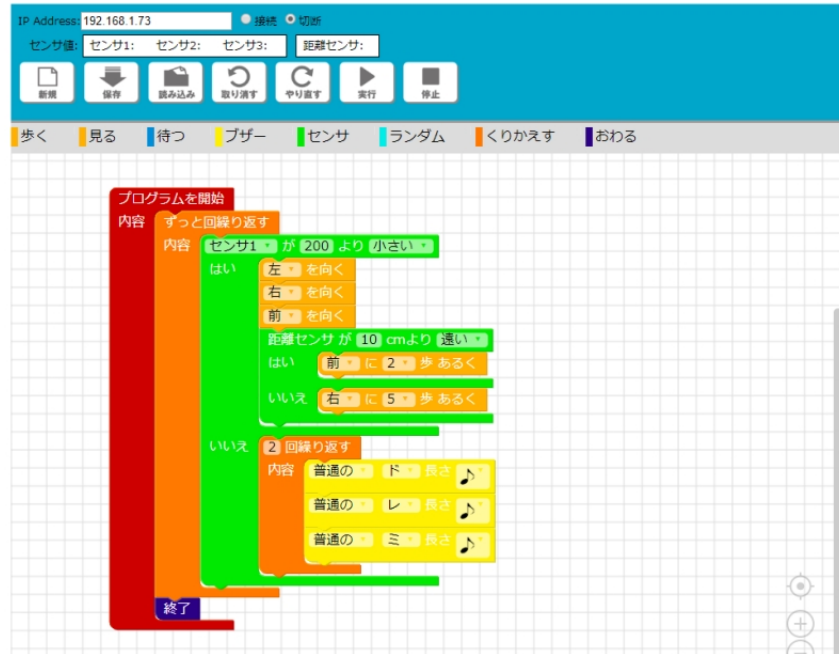 IP Address: 192.168.1.73 接続 切断
センサ値: センサ1: センサ2: センサ3: 距離センサ:
新規 保存 読み込み 取り消す やり直す 実行 停止
歩く 見る 待つ ブザー センサ ランダム くりかえす おわる
プログラムを開始
内容 ずっと回繰り返す
内容 センサ1 が 200 より 小さい
はい 左 を向く
右 を向く
前 を向く
距離センサ が 10 cmより 遠い
はい 前 に 2 歩 あるく
いいえ 右 に 5 歩 あるく
いいえ 2 回繰り返す
内容 普通の ド 長さ ♪
普通の レ 長さ ♪
普通の ミ 長さ ♪
終了